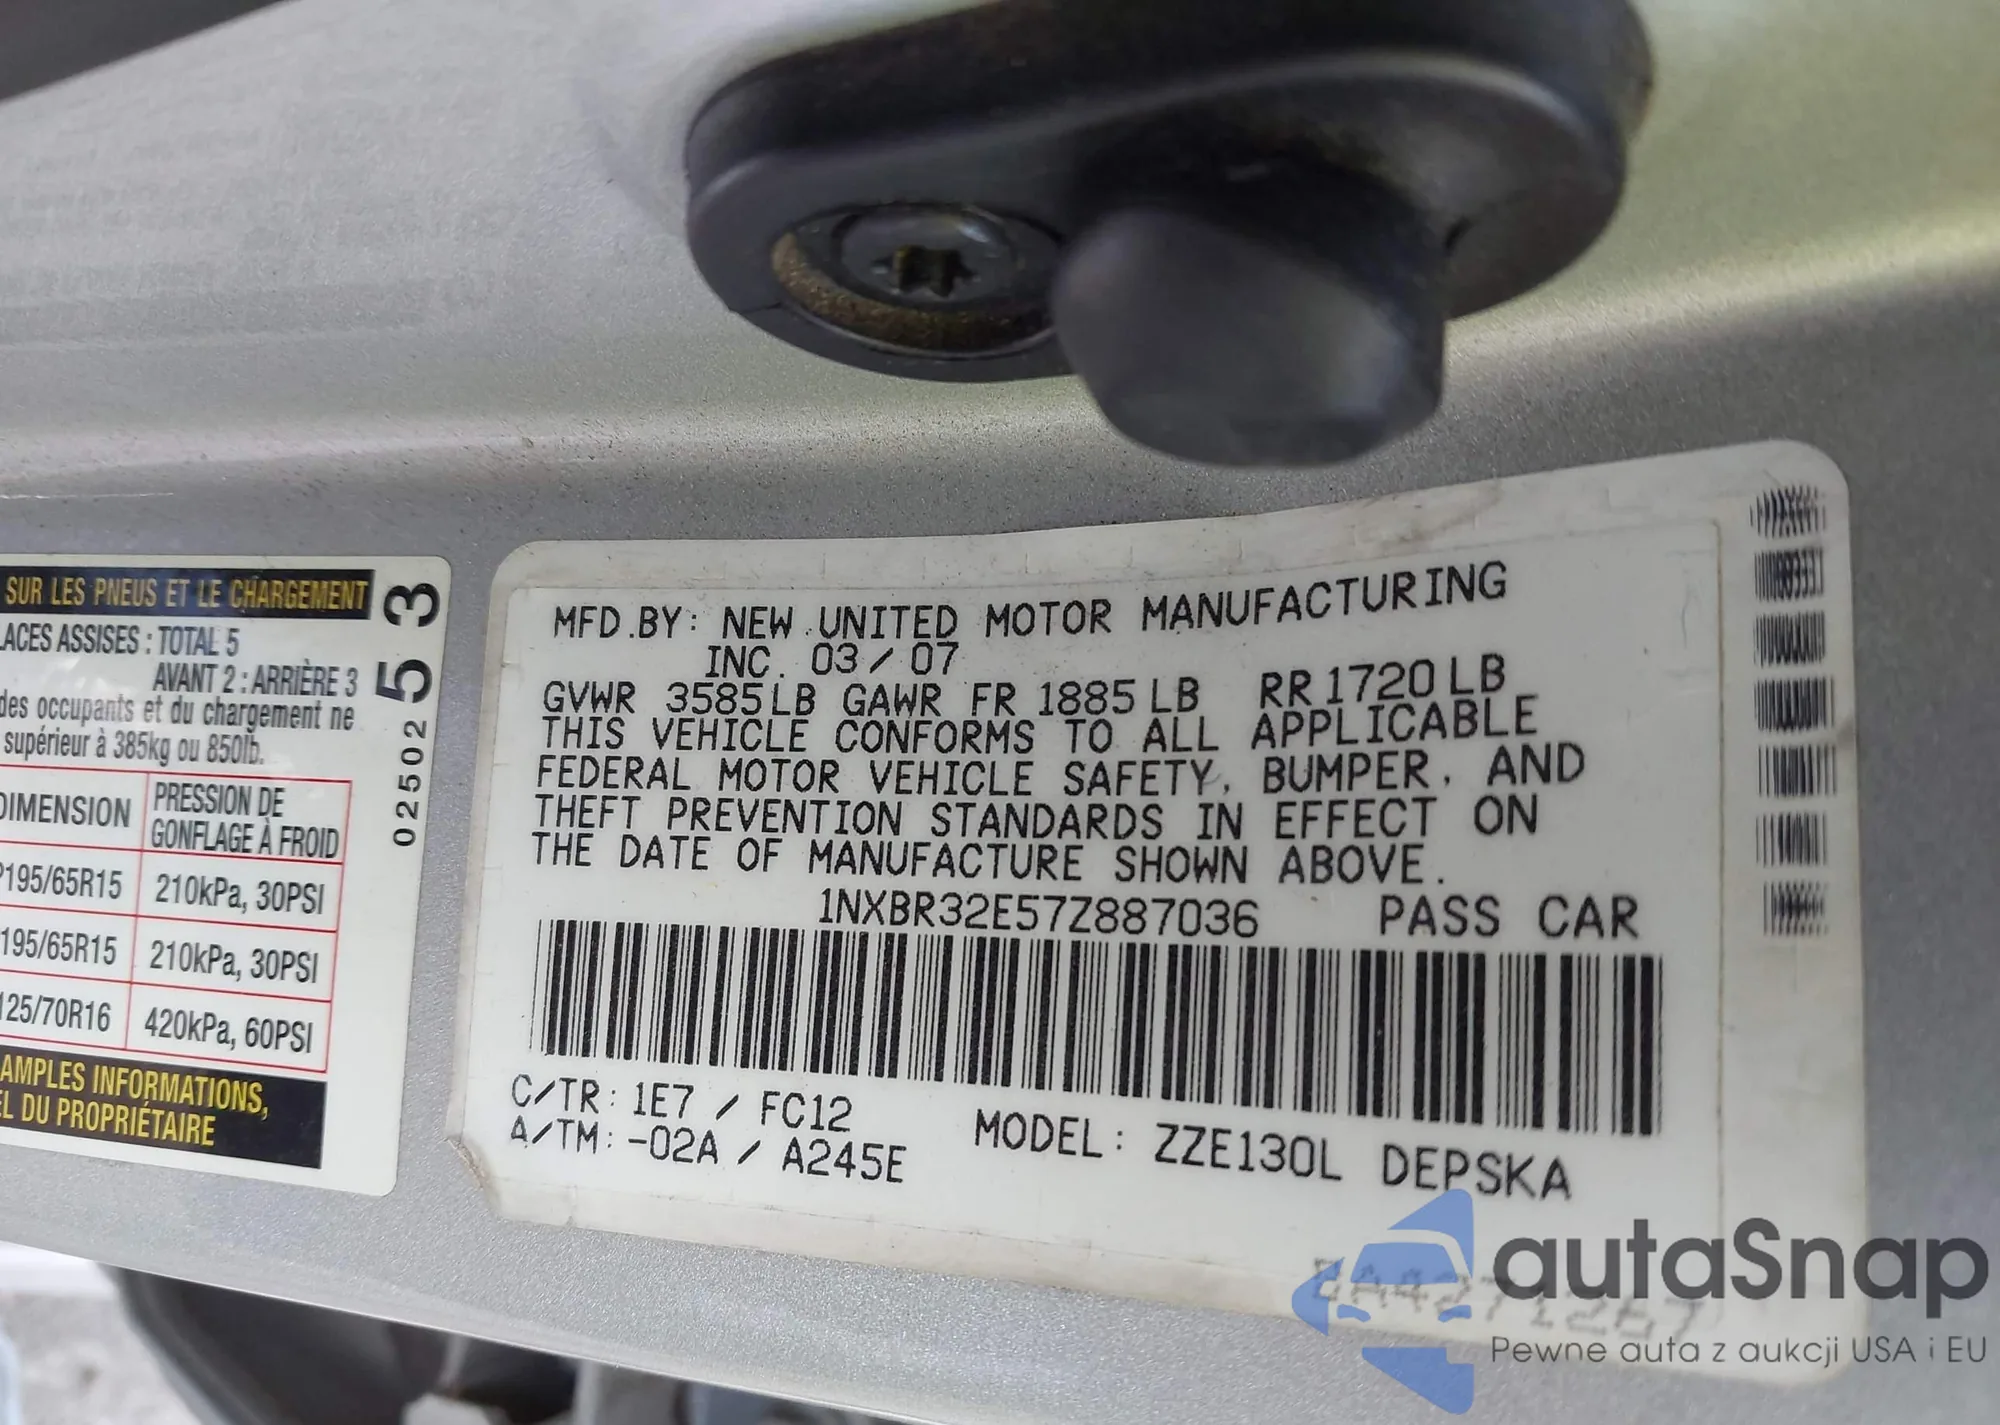 SUR LES PNEUS ET LE CHARGEMENT
LACES ASSISES : TOTAL 5
AVANT 2 : ARRIÈRE 3
des occupants et du chargement ne
supérieur à 385kg ou 850lb.
DIMENSION PRESSION DE
GONFLAGE À FROID
P195/65R15 210kPa, 30PSI
195/65R15 210kPa, 30PSI
125/70R16 420kPa, 60PSI
AMPLES INFORMATIONS,
EL DU PROPRIÉTAIRE
02502 53
MFD.BY: NEW UNITED MOTOR MANUFACTURING
INC. 03/07
GVWR 3585LB GAWR FR 1885LB RR1720LB
THIS VEHICLE CONFORMS TO ALL APPLICABLE
FEDERAL MOTOR VEHICLE SAFETY, BUMPER, AND
THEFT PREVENTION STANDARDS IN EFFECT ON
THE DATE OF MANUFACTURE SHOWN ABOVE.
1NXBR32E57Z887036 PASS CAR
C/TR: 1E7 / FC12
A/TM: -02A / A245E
MODEL: ZZE130L DEPSKA
autaSnap
Pewne auta z aukcji USA i EU